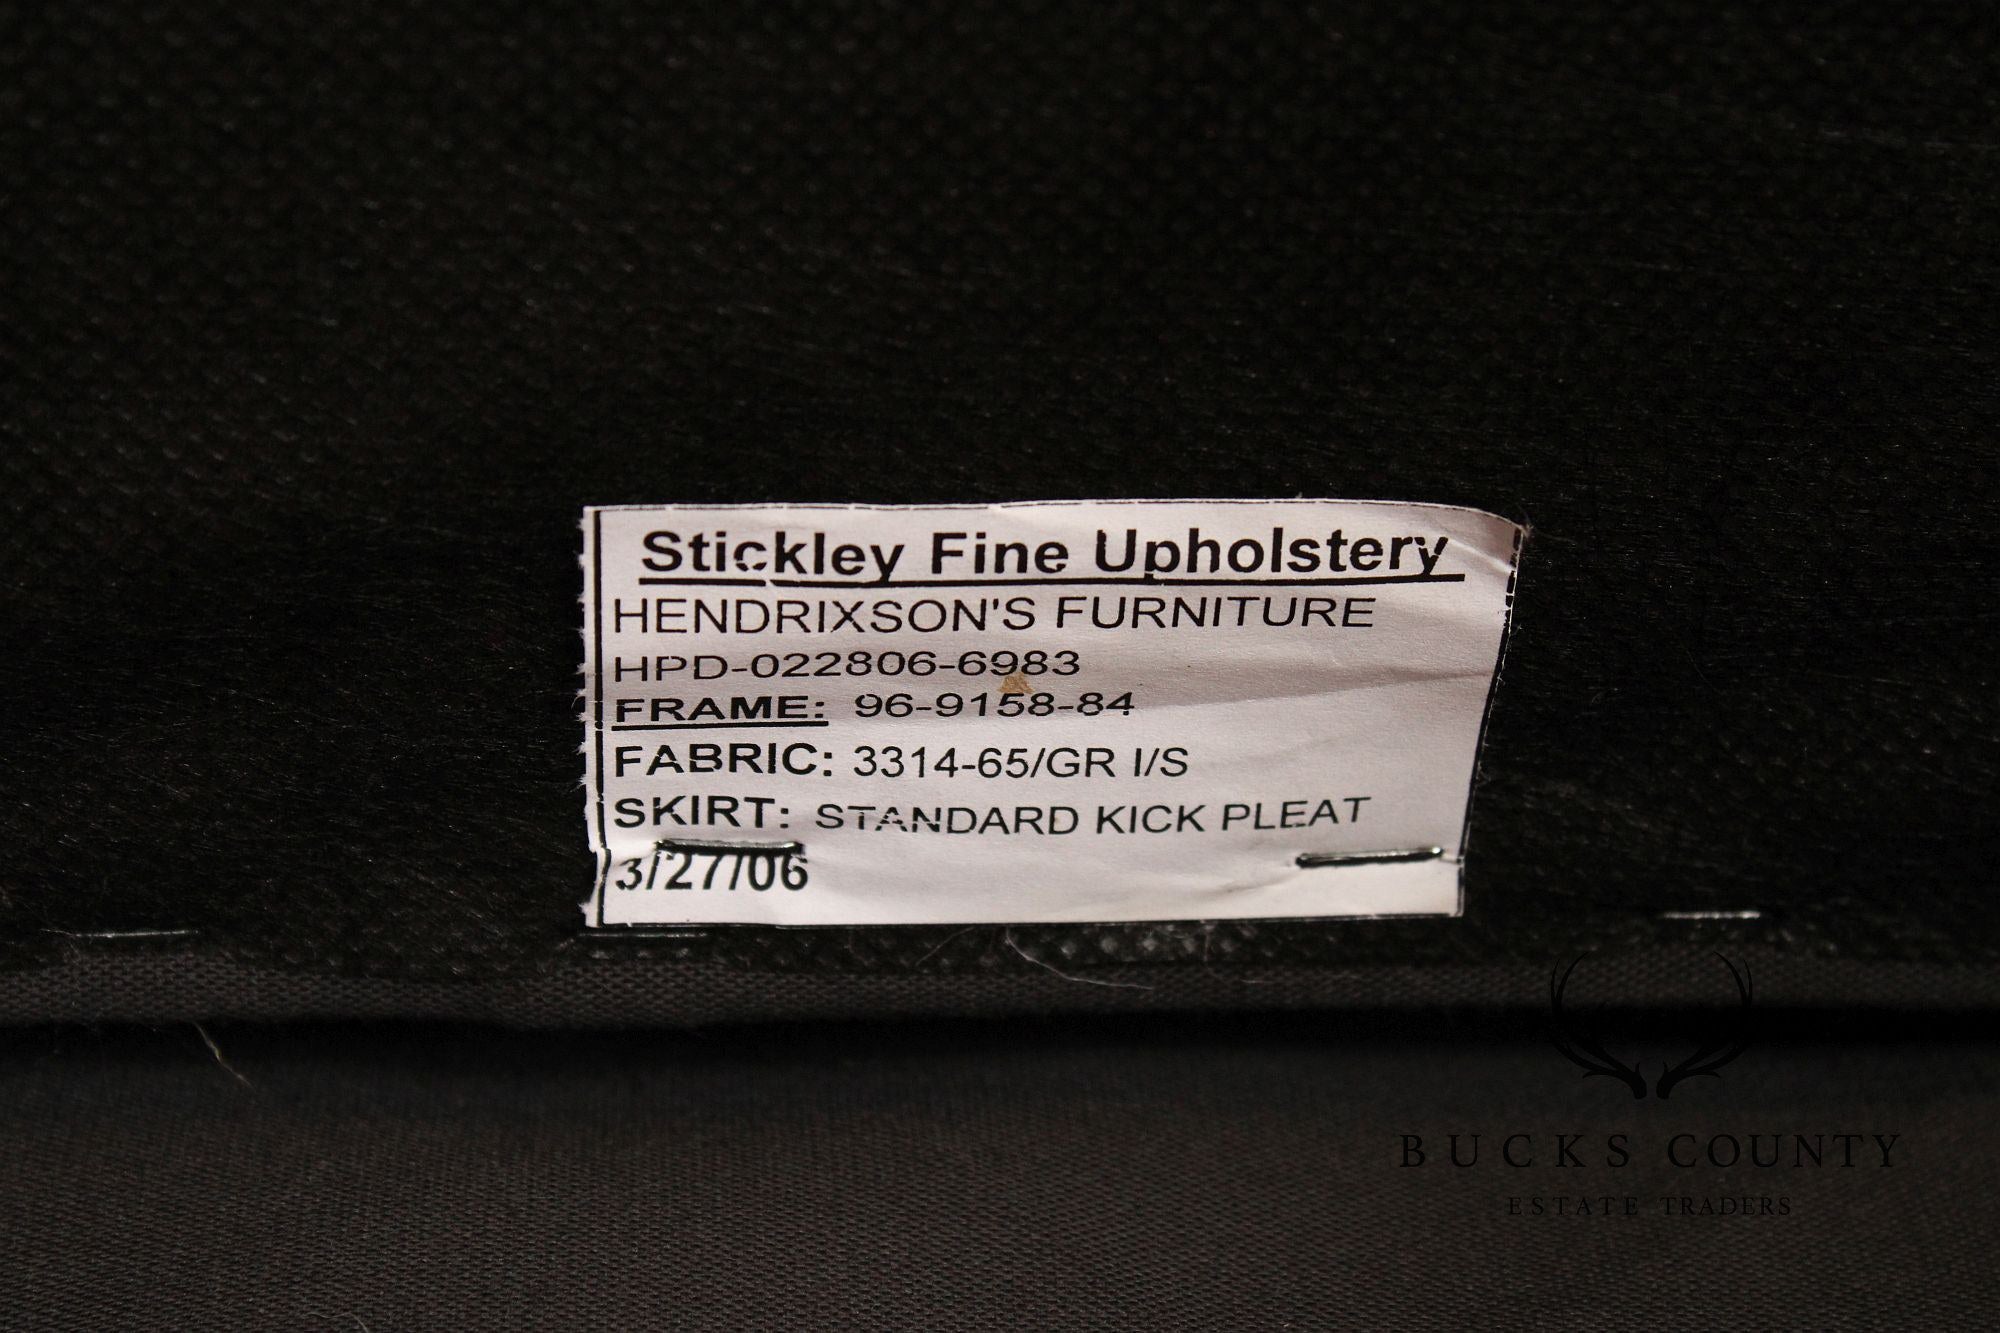 Stickley Fine Upholstery
HENDRIXSON'S FURNITURE
HPD-022806-6983
FRAME: 96-9158-84
FABRIC: 3314-65/GR I/S
SKIRT: STANDARD KICK PLEAT
3/27/06
BUCKS COUNTY
ESTATE TRADERS